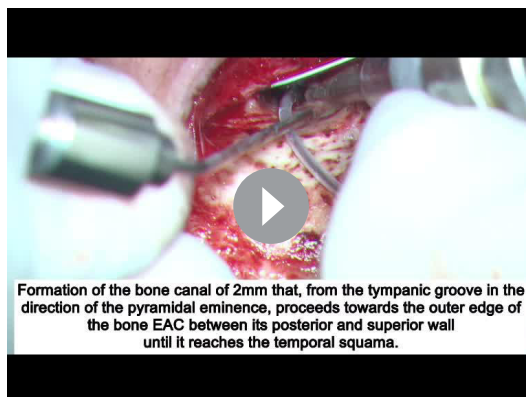 Formation of the bone canal of 2mm that, from the tympanic groove in the
direction of the pyramidal eminence, proceeds towards the outer edge of
the bone EAC between its posterior and superior wall
until it reaches the temporal squama.